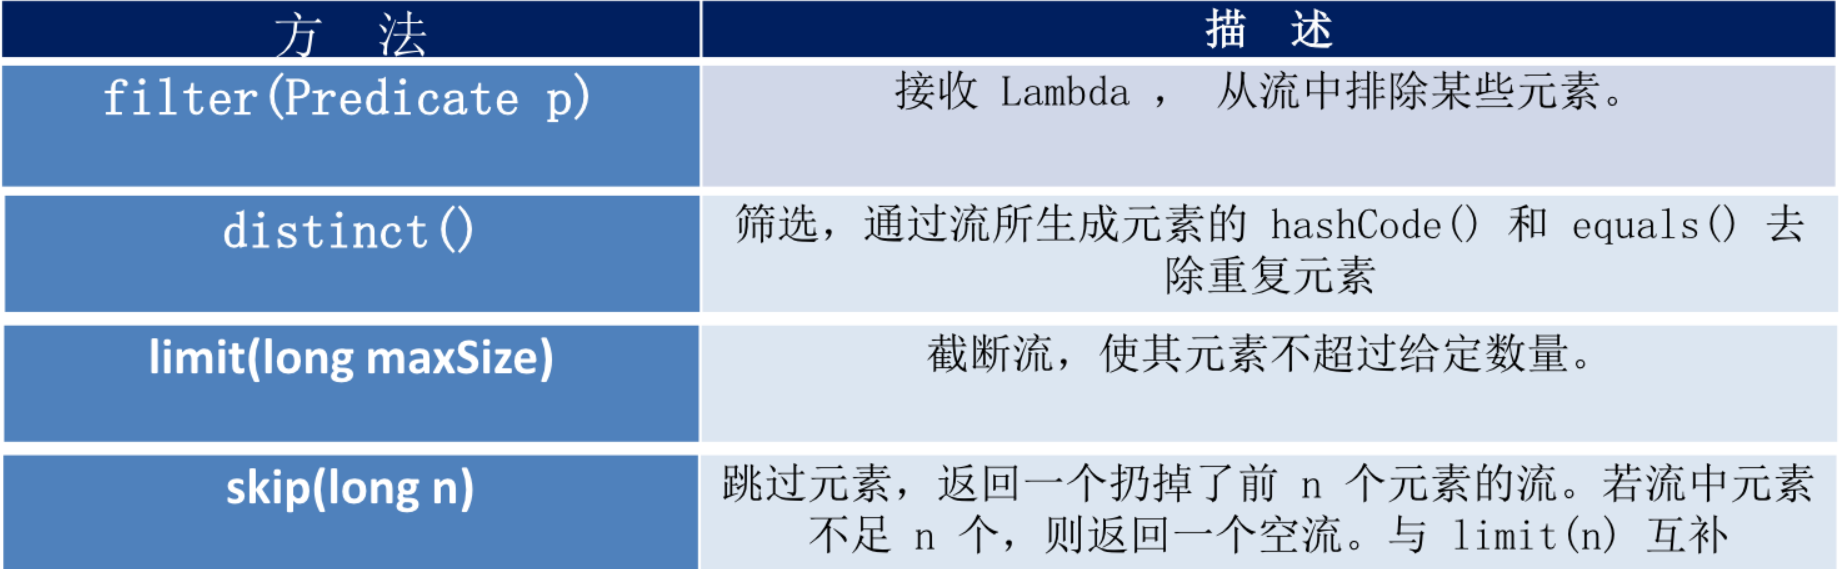 方 法
描 述
filter(Predicate p)
接收 Lambda ， 从流中排除某些元素。
distinct()
筛选，通过流所生成元素的 hashCode() 和 equals() 去
除重复元素
limit(long maxSize)
截断流，使其元素不超过给定数量。
skip(long n)
跳过元素，返回一个扔掉了前 n 个元素的流。若流中元素
不足 n 个，则返回一个空流。与 limit(n) 互补